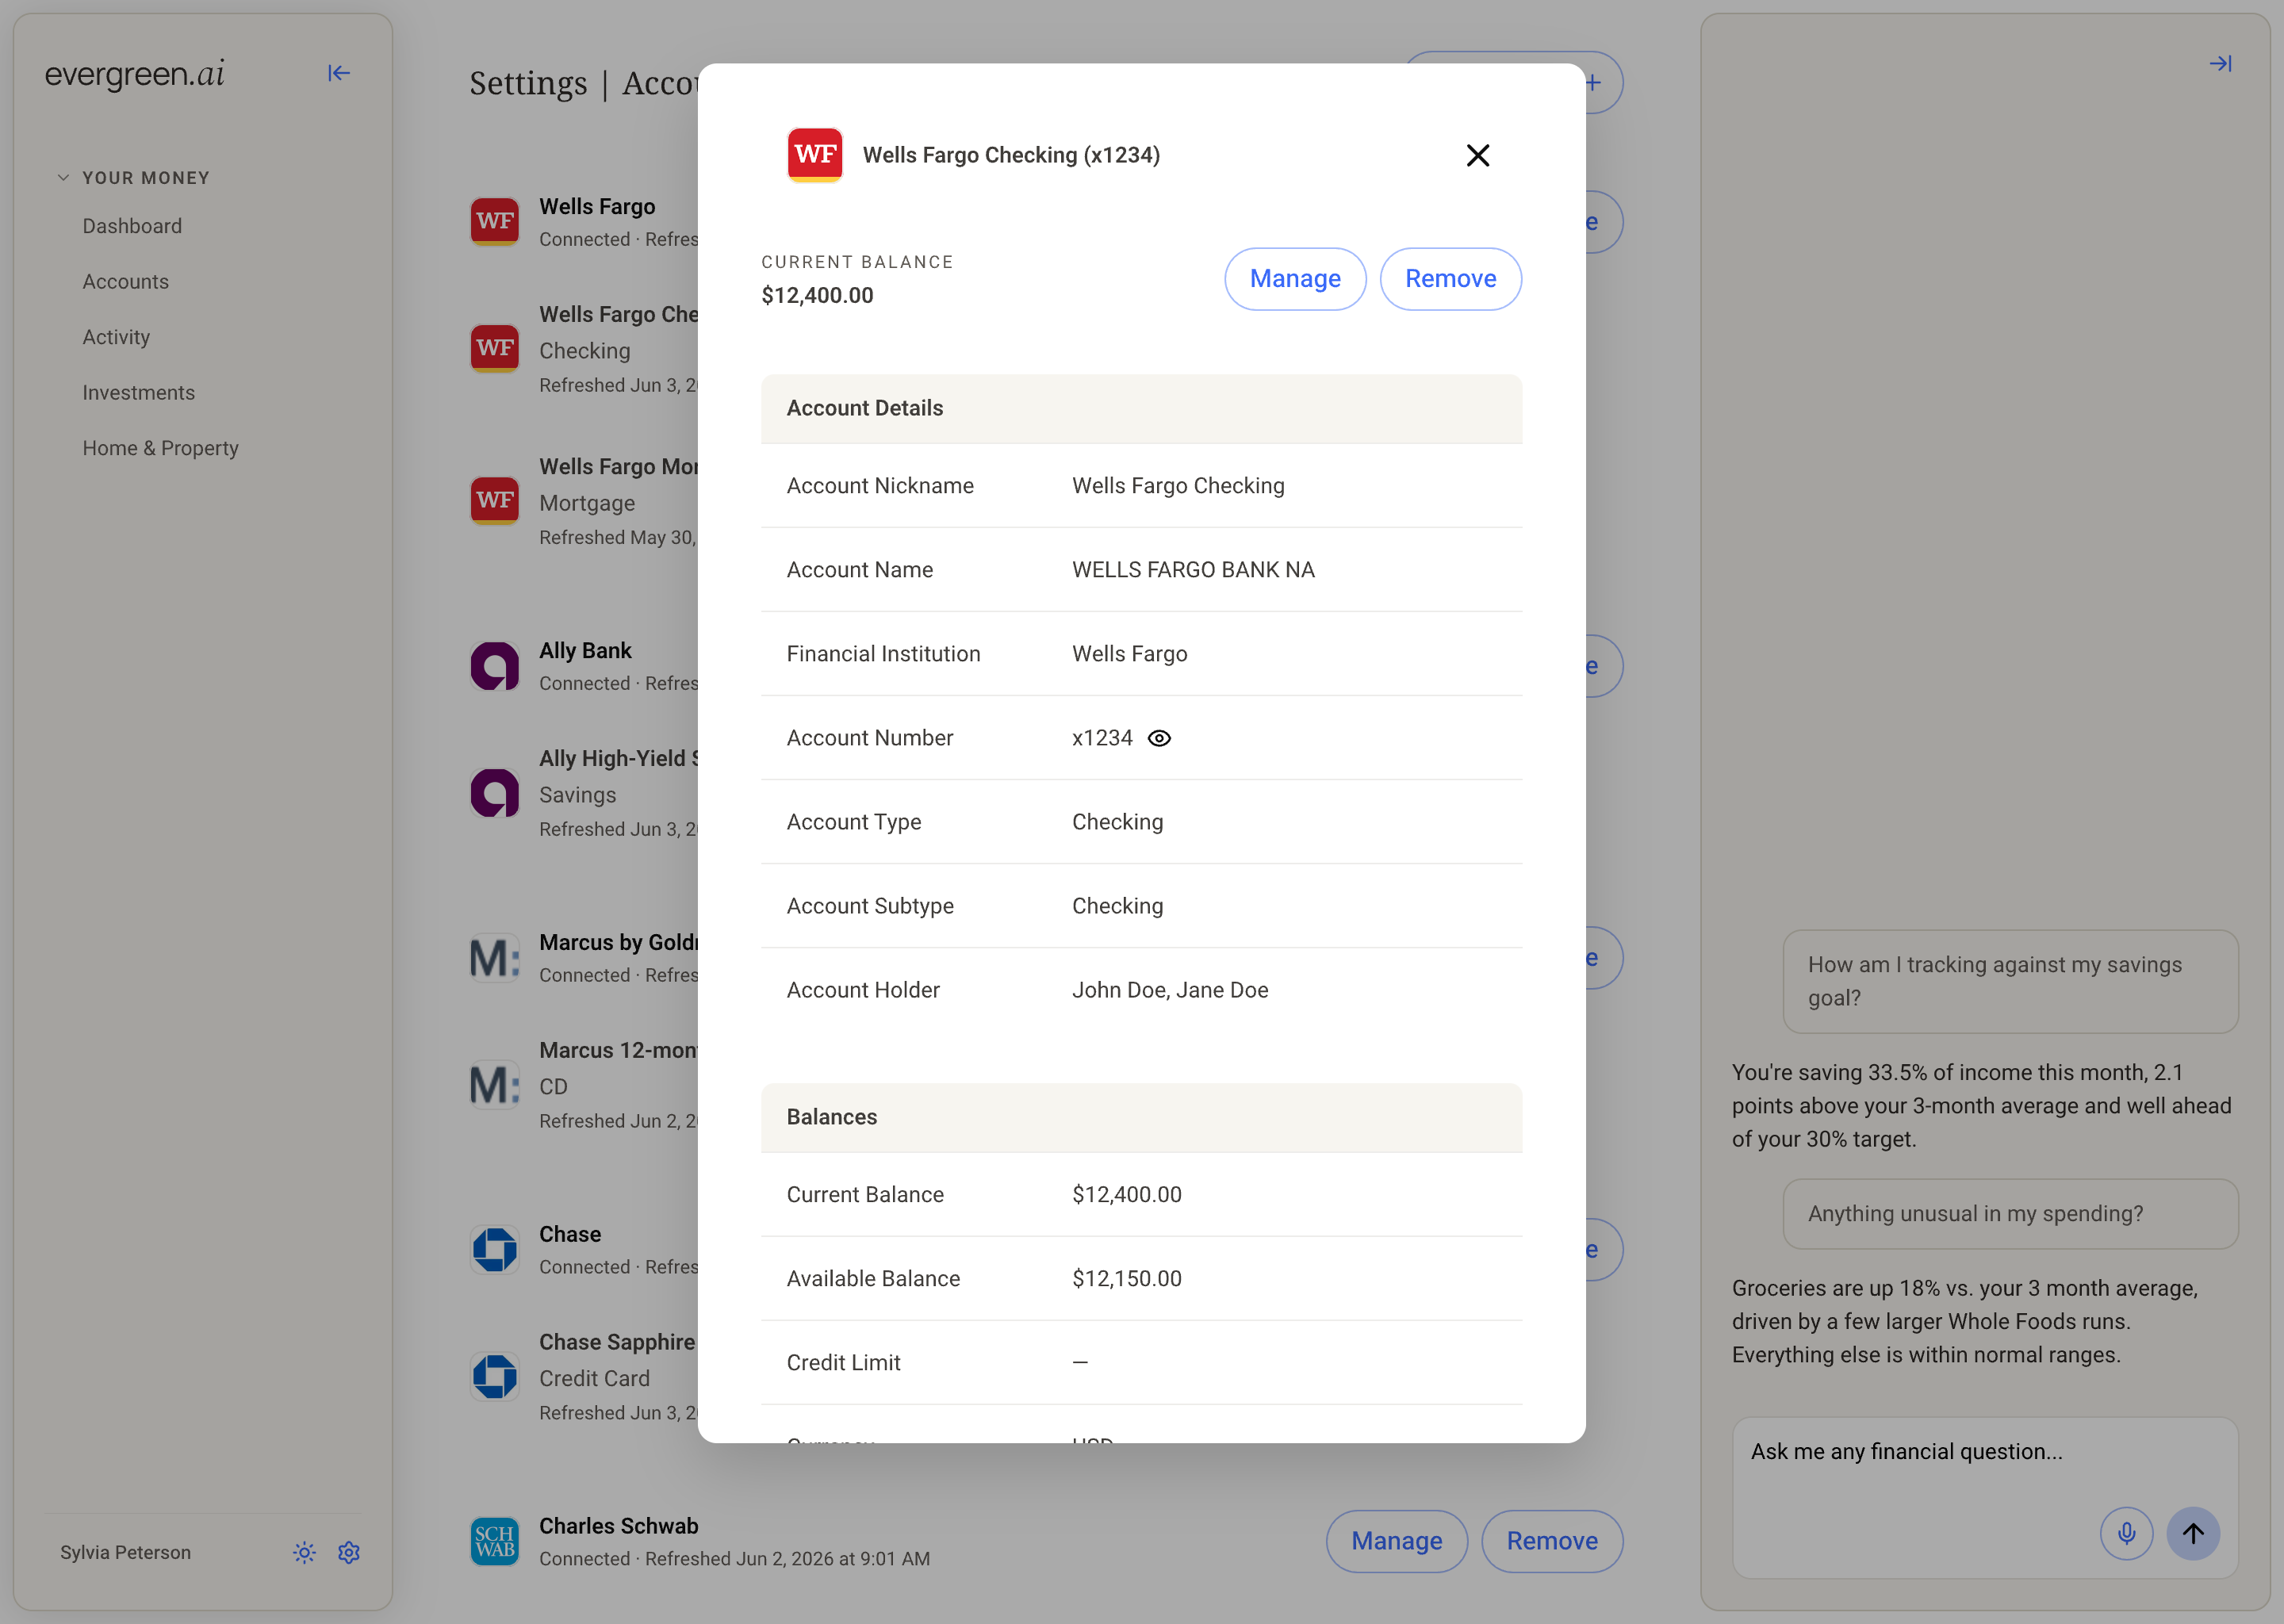 evergreen.ai
YOUR MONEY
Dashboard
Accounts
Activity
Investments
Home & Property
Sylvia Peterson
Settings | Accou
WF
Wells Fargo
Connected · Refres
WF
Wells Fargo Che
Checking
Refreshed Jun 3, 2
WF
Wells Fargo Mor
Mortgage
Refreshed May 30,
Ally Bank
Connected · Refres
Ally High-Yield S
Savings
Refreshed Jun 3, 2
M:
Marcus by Gold
Connected · Refres
M:
Marcus 12-mon
CD
Refreshed Jun 2, 2
Chase
Connected · Refres
Chase Sapphire
Credit Card
Refreshed Jun 3, 2
SCH
WAB
Charles Schwab
Connected · Refreshed Jun 2, 2026 at 9:01 AM
Manage
Remove
e
e
e
e
WF
Wells Fargo Checking (x1234)
CURRENT BALANCE
$12,400.00
Manage
Remove
Account Details
Account Nickname Wells Fargo Checking
Account Name WELLS FARGO BANK NA
Financial Institution Wells Fargo
Account Number x1234
Account Type Checking
Account Subtype Checking
Account Holder John Doe, Jane Doe
Balances
Current Balance $12,400.00
Available Balance $12,150.00
Credit Limit —
Currency USD
How am I tracking against my savings
goal?
You're saving 33.5% of income this month, 2.1
points above your 3-month average and well ahead
of your 30% target.
Anything unusual in my spending?
Groceries are up 18% vs. your 3 month average,
driven by a few larger Whole Foods runs.
Everything else is within normal ranges.
Ask me any financial question...